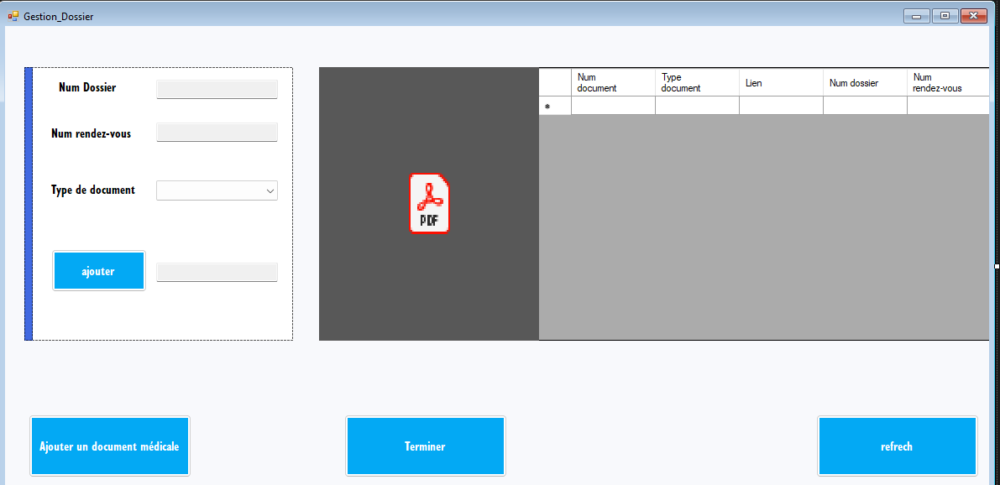 Gestion_Dossier
Num Dossier
Num rendez-vous
Type de document
ajouter
PDF
Num
document
Type
document
Lien
Num dossier
Num
rendez-vous
Ajouter un document médicale
Terminer
refrech